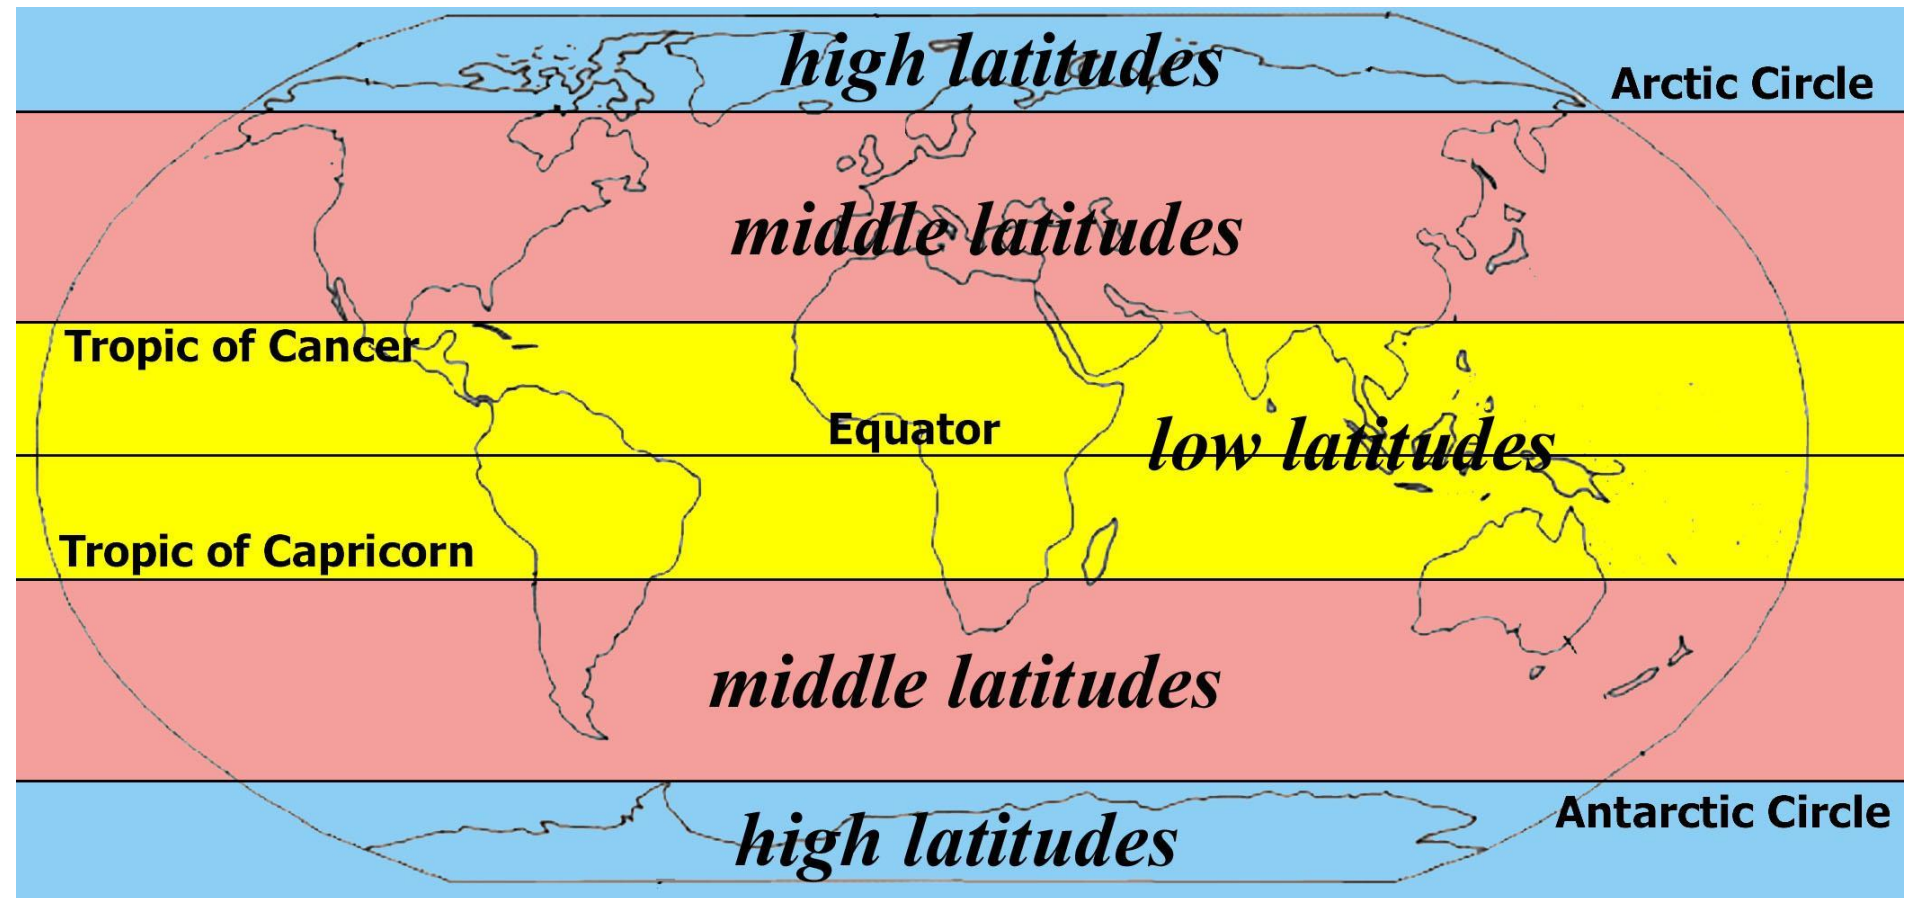 high latitudes
Arctic Circle
middle latitudes
Tropic of Cancer
Equator
low latitudes
Tropic of Capricorn
middle latitudes
Antarctic Circle
high latitudes